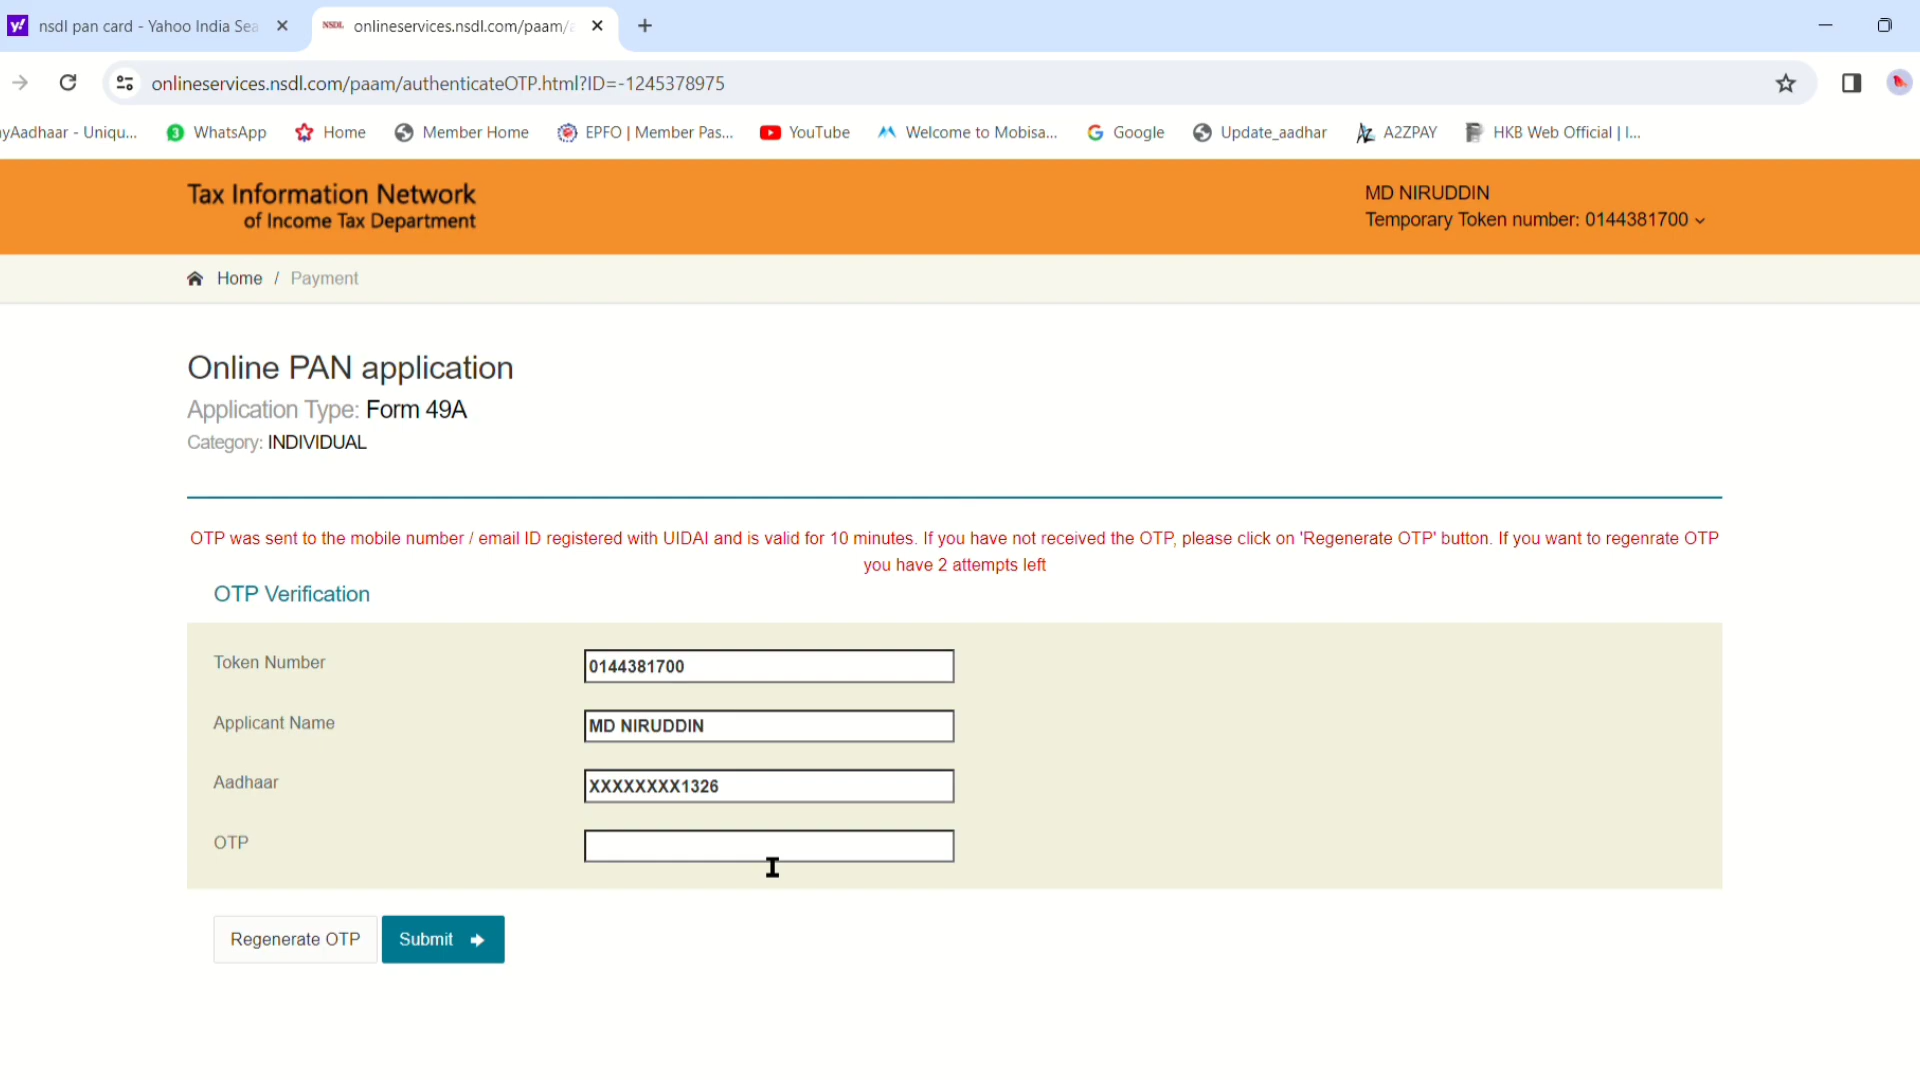 nsdl pan card - Yahoo India Sea
NSDL onlineservices.nsdl.com/paam/a
onlineservices.nsdl.com/paam/authenticateOTP.html?ID=-1245378975
yAadhaar - Uniqu... 3 WhatsApp Home Member Home EPFO | Member Pas... YouTube Welcome to Mobisa... Google Update_aadhar A2ZPAY HKB Web Official | I...
Tax Information Network
of Income Tax Department
MD NIRUDDIN
Temporary Token number: 0144381700
Home / Payment
Online PAN application
Application Type: Form 49A
Category: INDIVIDUAL
OTP was sent to the mobile number / email ID registered with UIDAI and is valid for 10 minutes. If you have not received the OTP, please click on 'Regenerate OTP' button. If you want to regenrate OTP
you have 2 attempts left
OTP Verification
Token Number 0144381700
Applicant Name MD NIRUDDIN
Aadhaar XXXXXXXX1326
OTP
Regenerate OTP Submit